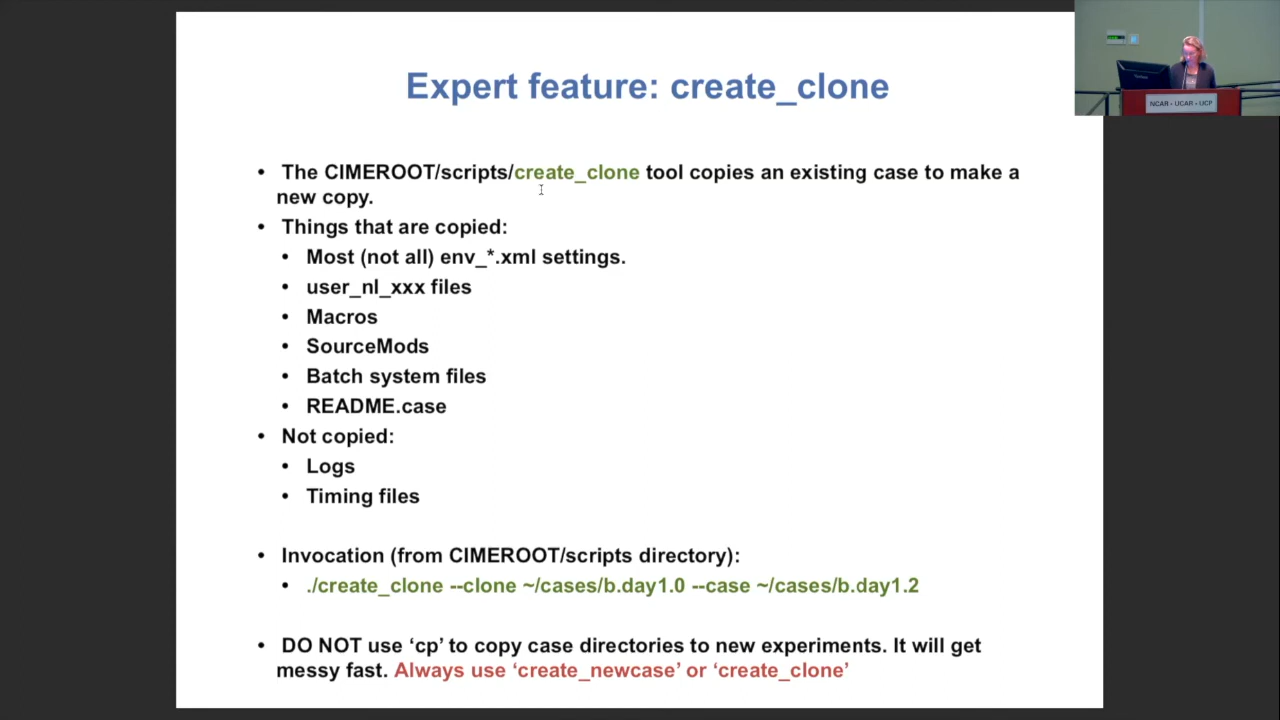 Expert feature: create_clone
NCAR • UCAR • UCP
• The CIMEROOT/scripts/create_clone tool copies an existing case to make a
new copy.
• Things that are copied:
• Most (not all) env_*.xml settings.
• user_nl_xxx files
• Macros
• SourceMods
• Batch system files
• README.case
• Not copied:
• Logs
• Timing files
• Invocation (from CIMEROOT/scripts directory):
• ./create_clone --clone ~/cases/b.day1.0 --case ~/cases/b.day1.2
• DO NOT use ‘cp’ to copy case directories to new experiments. It will get
messy fast. Always use ‘create_newcase’ or ‘create_clone’